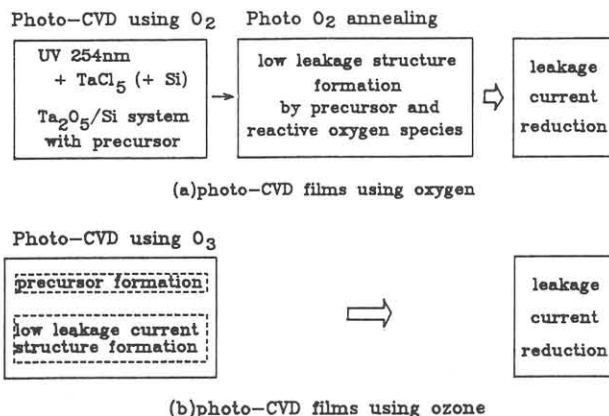 Photo-CVD using O2
Photo O2 annealing
UV 254nm
+ TaCl5 (+ Si)
Ta2O5/Si system
with precursor
→
low leakage structure
formation
by precursor and
reactive oxygen species
leakage
current
reduction
(a)photo-CVD films using oxygen
Photo-CVD using O3
precursor formation
low leakage current
structure formation
leakage
current
reduction
(b)photo-CVD films using ozone